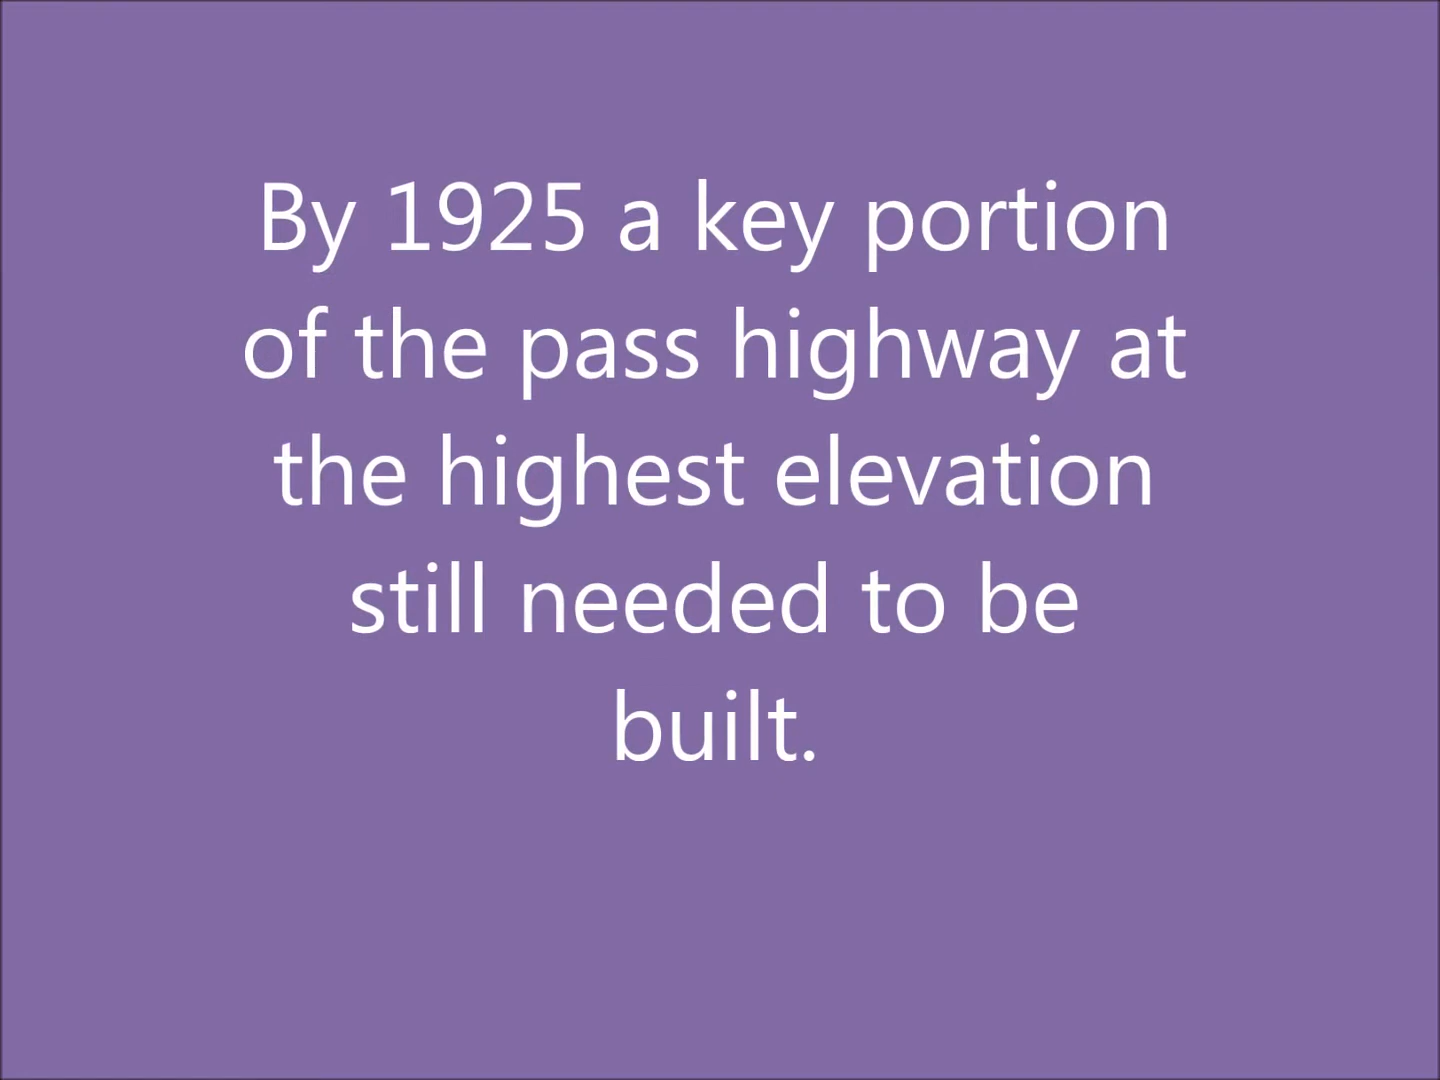 By 1925 a key portion
of the pass highway at
the highest elevation
still needed to be
built.